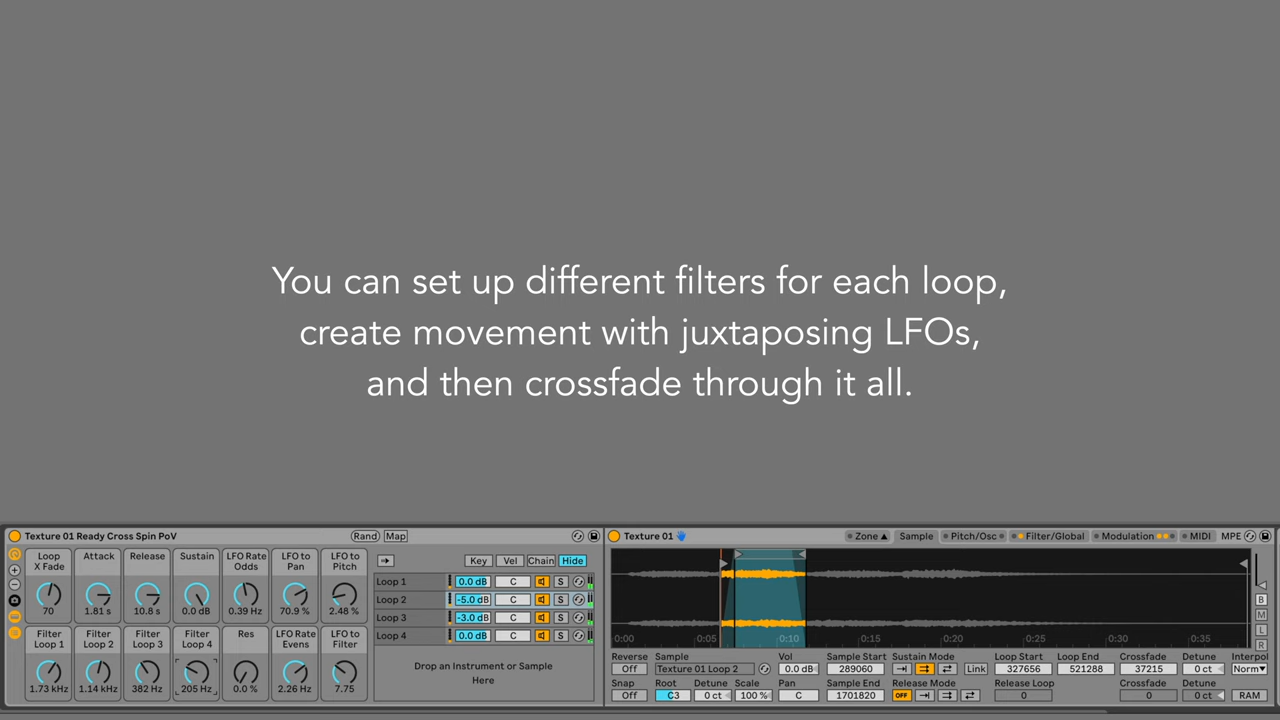 You can set up different filters for each loop,
create movement with juxtaposing LFOs,
and then crossfade through it all.
Texture 01 Ready Cross Spin PoV Rand Map
Loop X Fade Attack Release Sustain LFO Rate Odds LFO to Pan LFO to Pitch
70 1.81 s 10.8 s 0.0 dB 0.39 Hz 70.9 % 2.48 %
Filter Loop 1 Filter Loop 2 Filter Loop 3 Filter Loop 4 Res LFO Rate Evens LFO to Filter
1.73 kHz 1.14 kHz 382 Hz 205 Hz 0.00 % 2.26 Hz 7.75
Key Vel Chain Hide
Loop 1 0.0 dB C S
Loop 2 -5.0 dB C S
Loop 3 -3.0 dB C S
Loop 4 0.0 dB C S
Drop an Instrument or Sample
Here
Texture 01 Zone Sample Pitch/Osc Filter/Global Modulation MIDI MPE
0:00 0:05 0:10 0:15 0:20 0:25 0:30 0:35
B
M
L
R
Reverse Sample Vol Sample Start Sustain Mode Loop Start Loop End Crossfade Detune Interpol
Off Texture 01 Loop 2 0.0 dB 289060 Link 327656 521288 37215 0 ct Norm
Snap Root Detune Scale Pan Sample End Release Mode Release Loop Crossfade Detune
Off C3 0 ct 100 % C 1701820 OFF 0 0 0 ct RAM